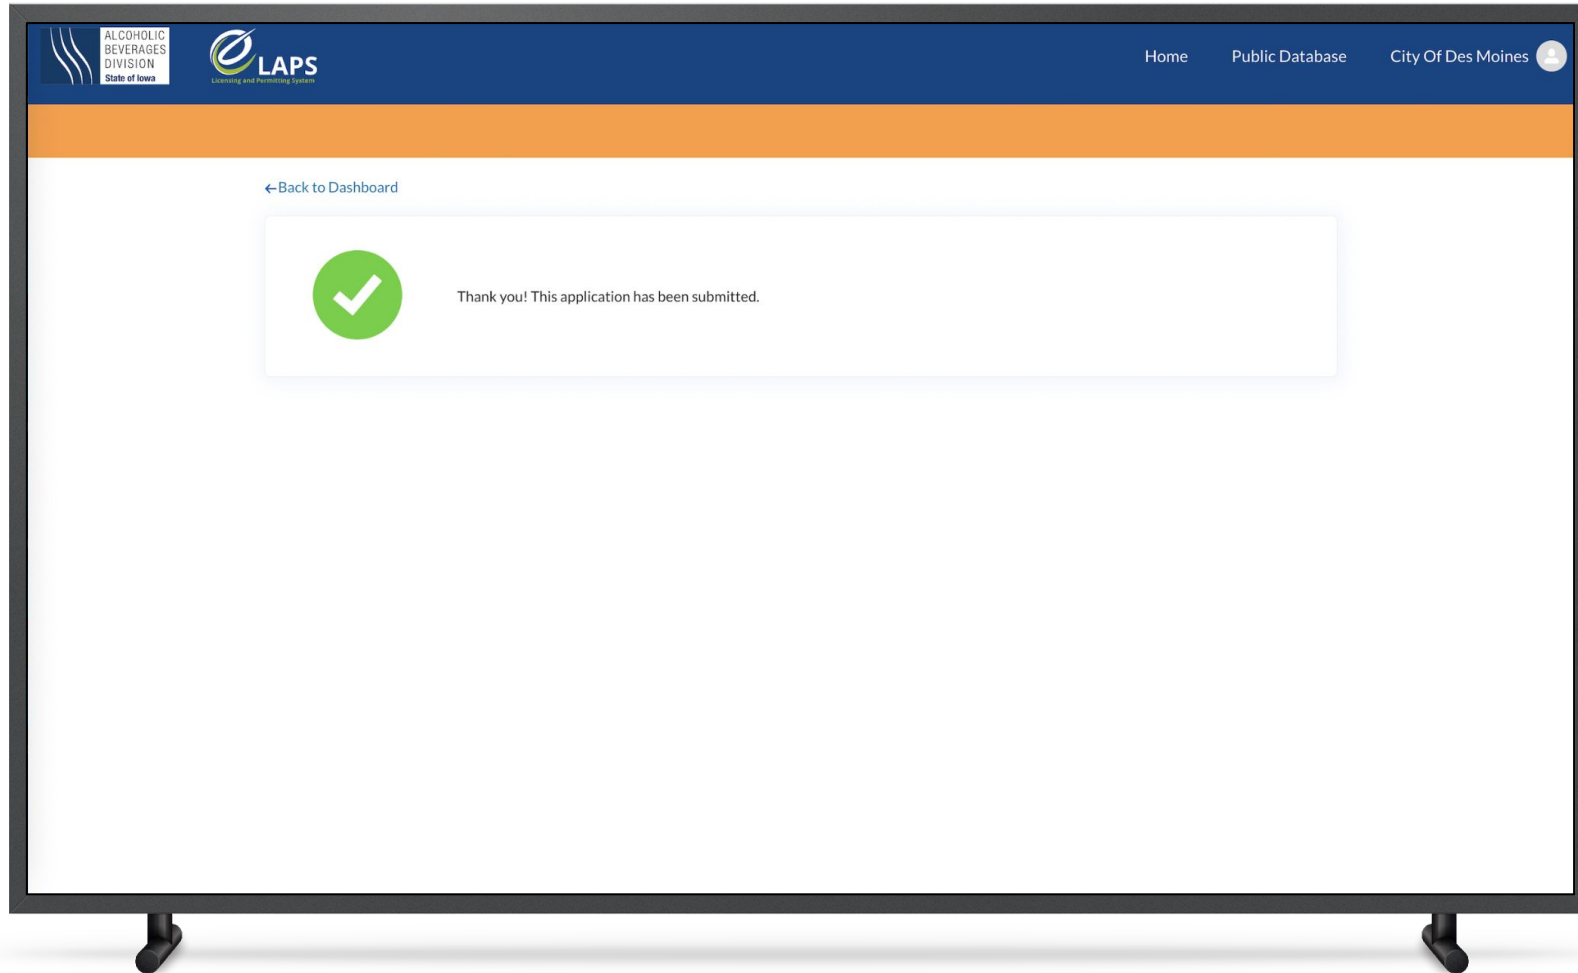 ALCOHOLIC
BEVERAGES
DIVISION
State of Iowa
eLAPS
Licensing and Permitting System
Home
Public Database
City Of Des Moines
←Back to Dashboard
Thank you! This application has been submitted.